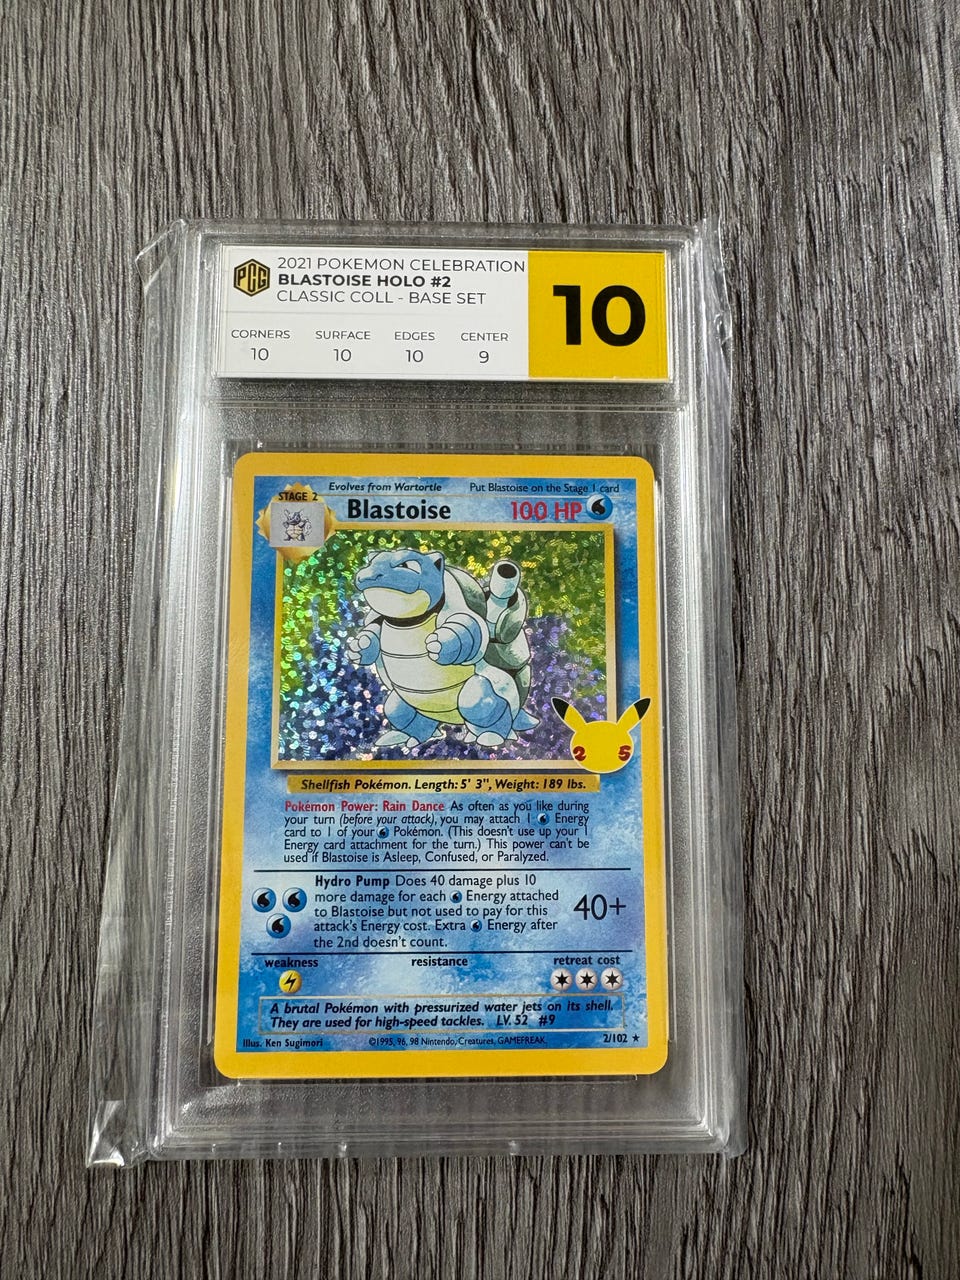 PCG
2021 POKEMON CELEBRATION
BLASTOISE HOLO #2
CLASSIC COLL - BASE SET
CORNERS SURFACE EDGES CENTER
10 10 10 9
10
Evolves from Wartortle Put Blastoise on the Stage 1 card
STAGE 2
Blastoise 100 HP
25
Shellfish Pokémon. Length: 5' 3", Weight: 189 lbs.
Pokémon Power: Rain Dance As often as you like during
your turn (before your attack), you may attach 1 Energy
card to 1 of your Pokémon. (This doesn't use up your 1
Energy card attachment for the turn.) This power can't be
used if Blastoise is Asleep, Confused, or Paralyzed.
Hydro Pump Does 40 damage plus 10
more damage for each Energy attached
to Blastoise but not used to pay for this
attack's Energy cost. Extra Energy after
the 2nd doesn't count.
40+
weakness resistance retreat cost
A brutal Pokémon with pressurized water jets on its shell.
They are used for high-speed tackles. LV. 52 #9
Illus. Ken Sugimori ©1995, 96, 98 Nintendo, Creatures, GAMEFREAK. 2/102 ★